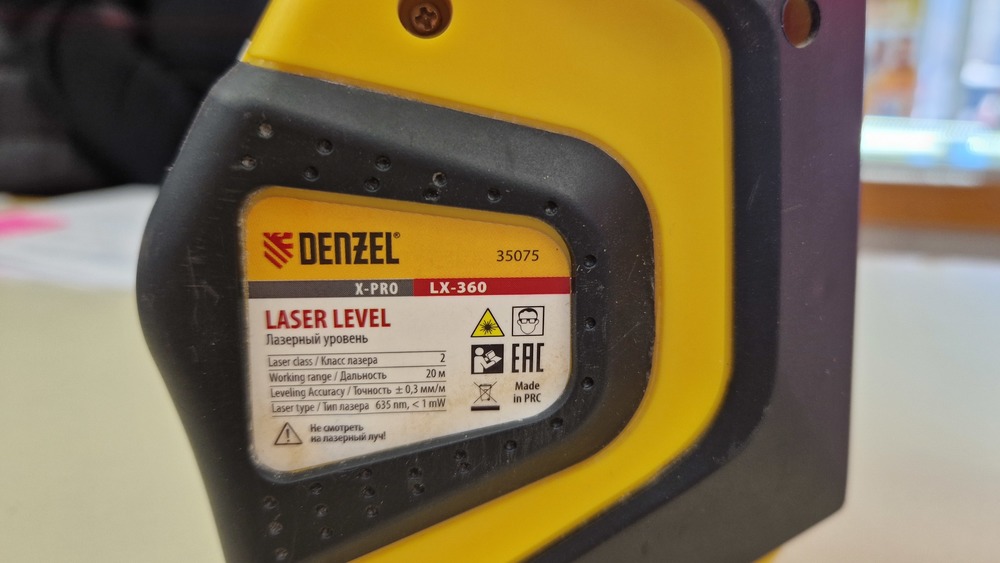 DENZEL®
35075
X-PRO LX-360
LASER LEVEL
Лазерный уровень
Laser class / Класс лазера 2
Working range / Дальность 20 м
Leveling Accuracy / Точность ± 0,3 мм/м
Laser type / Тип лазера 635 nm, < 1 mW
Не смотреть
на лазерный луч!
EAC
Made
in PRC